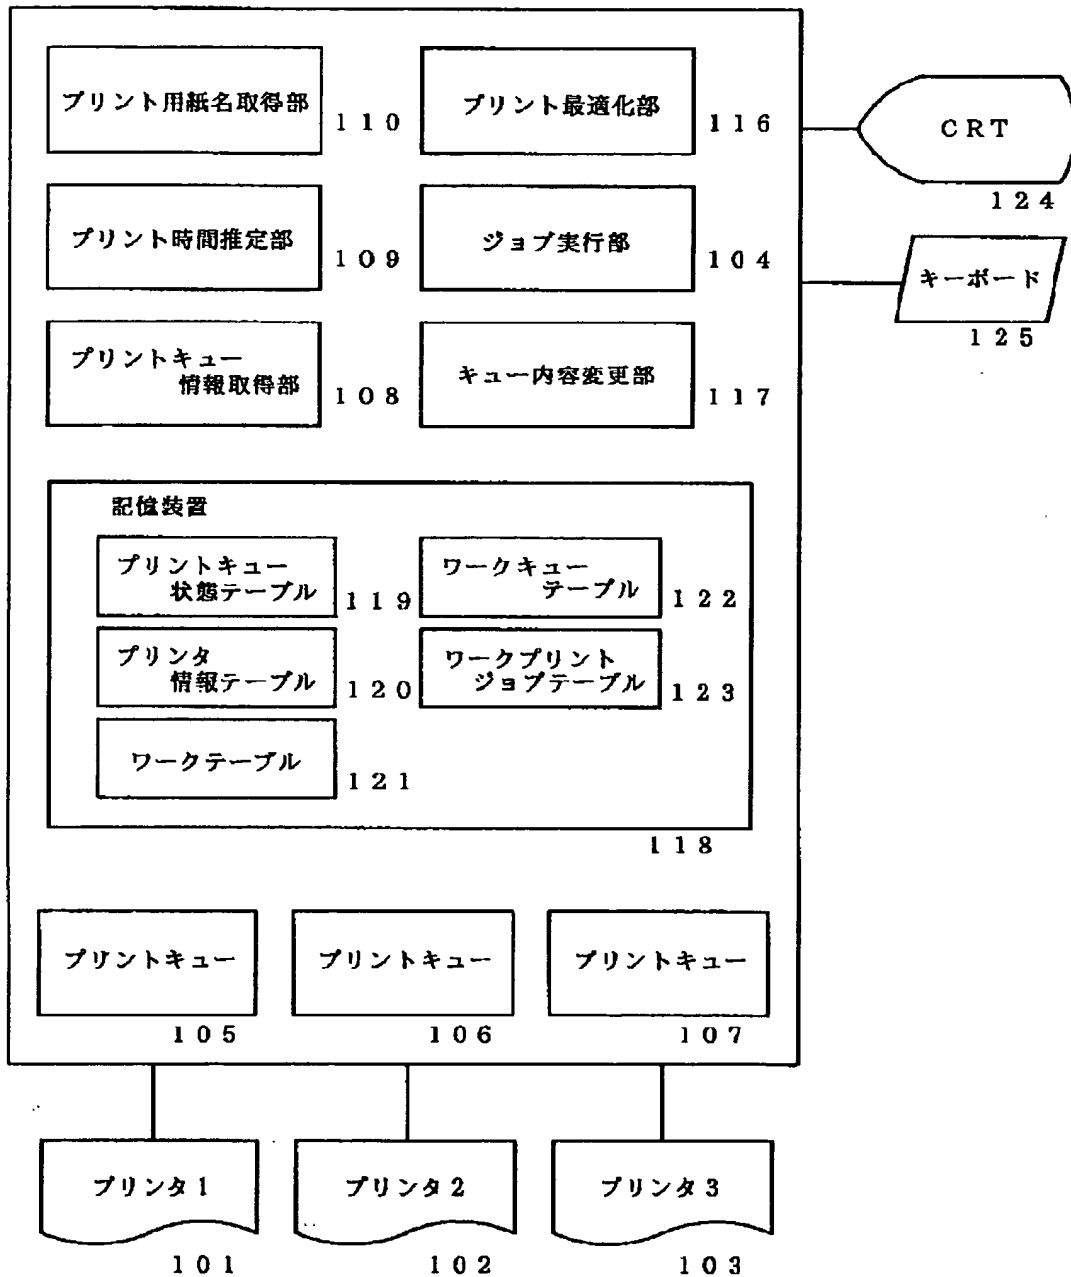 プリント用紙名取得部
110
プリント最適化部
116
CRT
124
プリント時間推定部
109
ジョブ実行部
104
キーボード
125
プリントキュー
情報取得部
108
キュー内容変更部
117
記憶装置
プリントキュー
状態テーブル
119
ワークキュー
テーブル
122
プリンタ
情報テーブル
120
ワークプリント
ジョブテーブル
123
ワークテーブル
121
118
プリントキュー
105
プリントキュー
106
プリントキュー
107
プリンタ1
101
プリンタ2
102
プリンタ3
103